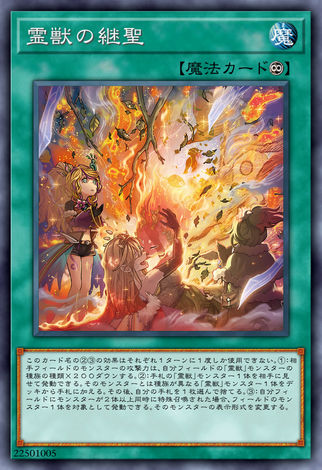 霊獣の継聖
魔
【魔法カード∞】
このカード名の②③の効果はそれぞれ1ターンに1度しか使用できない。①:相
手フィールドのモンスターの攻撃力は、自分フィールドの「霊獣」モンスターの
種族の種類×200ダウンする。②:手札の「霊獣」モンスター1体を相手に見
せて発動できる。そのモンスターとは種族が異なる「霊獣」モンスター1体をデ
ッキから手札に加える。その後、自分の手札を1枚選んで捨てる。③:自分フィ
ールドにモンスターが2体以上同時に特殊召喚された場合、フィールドのモン
スター1体を対象として発動できる。そのモンスターの表示形式を変更する。
22501005